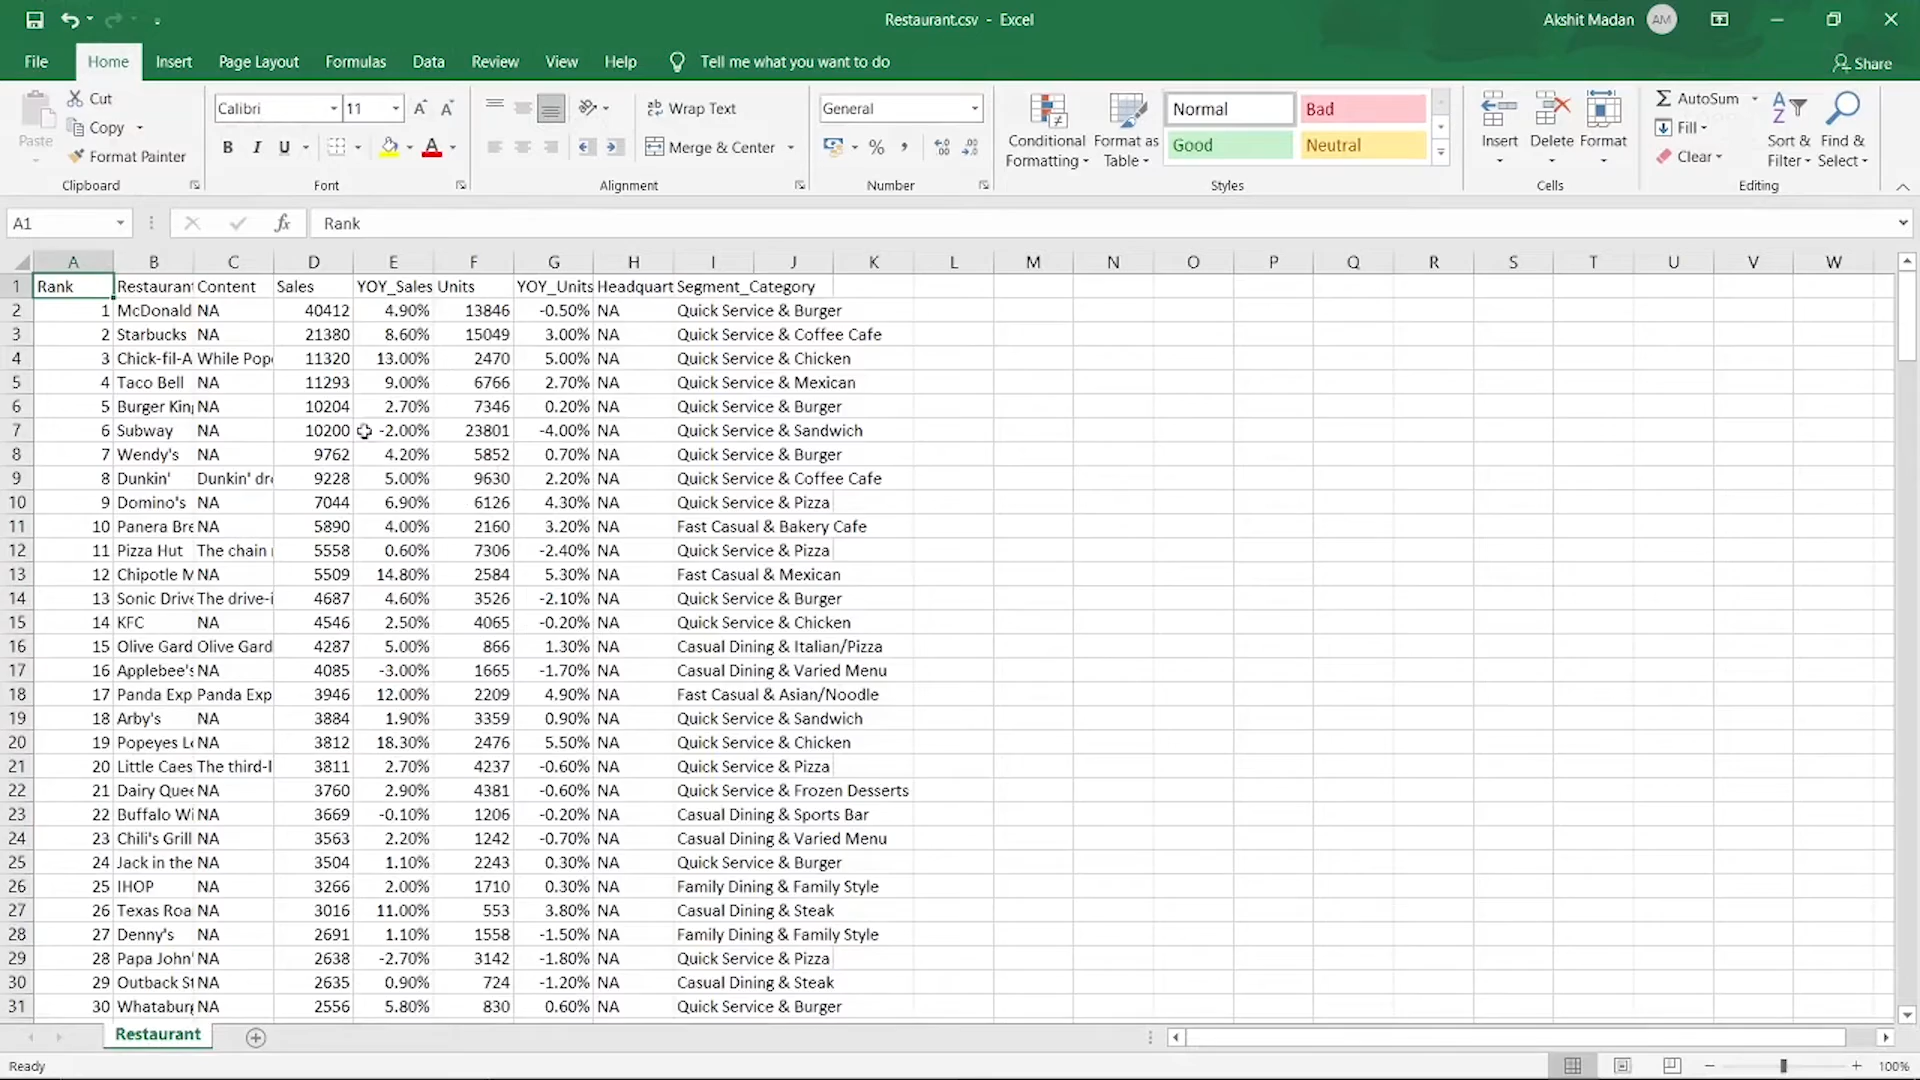 Restaurant.csv - Excel
Akshit Madan AM
File Home Insert Page Layout Formulas Data Review View Help Tell me what you want to do Share
Paste Cut
Copy
Format Painter
Clipboard
Calibri 11
B I U A
Font
Wrap Text
Merge & Center
Alignment
General
% ,
Number
Conditional Formatting
Format as Table
Normal Bad
Good Neutral
Styles
Insert Delete Format
Cells
AutoSum
Fill
Clear
Sort & Filter
Find & Select
Editing
A1 fx Rank
A B C D E F G H I J K L M N O P Q R S T U V W
1 Rank Restaurant Content Sales YOY_Sales Units YOY_Units Headquart Segment_Category
2 1 McDonald NA 40412 4.90% 13846 -0.50% NA Quick Service & Burger
3 2 Starbucks NA 21380 8.60% 15049 3.00% NA Quick Service & Coffee Cafe
4 3 Chick-fil-A While Pope 11320 13.00% 2470 5.00% NA Quick Service & Chicken
5 4 Taco Bell NA 11293 9.00% 6766 2.70% NA Quick Service & Mexican
6 5 Burger Kin NA 10204 2.70% 7346 0.20% NA Quick Service & Burger
7 6 Subway NA 10200 -2.00% 23801 -4.00% NA Quick Service & Sandwich
8 7 Wendy's NA 9762 4.20% 5852 0.70% NA Quick Service & Burger
9 8 Dunkin' Dunkin' dr 9228 5.00% 9630 2.20% NA Quick Service & Coffee Cafe
10 9 Domino's NA 7044 6.90% 6126 4.30% NA Quick Service & Pizza
11 10 Panera Bre NA 5890 4.00% 2160 3.20% NA Fast Casual & Bakery Cafe
12 11 Pizza Hut The chain 5558 0.60% 7306 -2.40% NA Quick Service & Pizza
13 12 Chipotle M NA 5509 14.80% 2584 5.30% NA Fast Casual & Mexican
14 13 Sonic Drive The drive-i 4687 4.60% 3526 -2.10% NA Quick Service & Burger
15 14 KFC NA 4546 2.50% 4065 -0.20% NA Quick Service & Chicken
16 15 Olive Gard Olive Gard 4287 5.00% 866 1.30% NA Casual Dining & Italian/Pizza
17 16 Applebee's NA 4085 -3.00% 1665 -1.70% NA Casual Dining & Varied Menu
18 17 Panda Exp Panda Exp 3946 12.00% 2209 4.90% NA Fast Casual & Asian/Noodle
19 18 Arby's NA 3884 1.90% 3359 0.90% NA Quick Service & Sandwich
20 19 Popeyes Lo NA 3812 18.30% 2476 5.50% NA Quick Service & Chicken
21 20 Little Caes The third-l 3811 2.70% 4237 -0.60% NA Quick Service & Pizza
22 21 Dairy Quee NA 3760 2.90% 4381 -0.60% NA Quick Service & Frozen Desserts
23 22 Buffalo Wi NA 3669 -0.10% 1206 -0.20% NA Casual Dining & Sports Bar
24 23 Chili's Grill NA 3563 2.20% 1242 -0.70% NA Casual Dining & Varied Menu
25 24 Jack in the NA 3504 1.10% 2243 0.30% NA Quick Service & Burger
26 25 IHOP NA 3266 2.00% 1710 0.30% NA Family Dining & Family Style
27 26 Texas Roa NA 3016 11.00% 553 3.80% NA Casual Dining & Steak
28 27 Denny's NA 2691 1.10% 1558 -1.50% NA Family Dining & Family Style
29 28 Papa John' NA 2638 -2.70% 3142 -1.80% NA Quick Service & Pizza
30 29 Outback St NA 2635 0.90% 724 -1.20% NA Casual Dining & Steak
31 30 Whatabur NA 2556 5.80% 830 0.60% NA Quick Service & Burger
Restaurant
Ready 100%